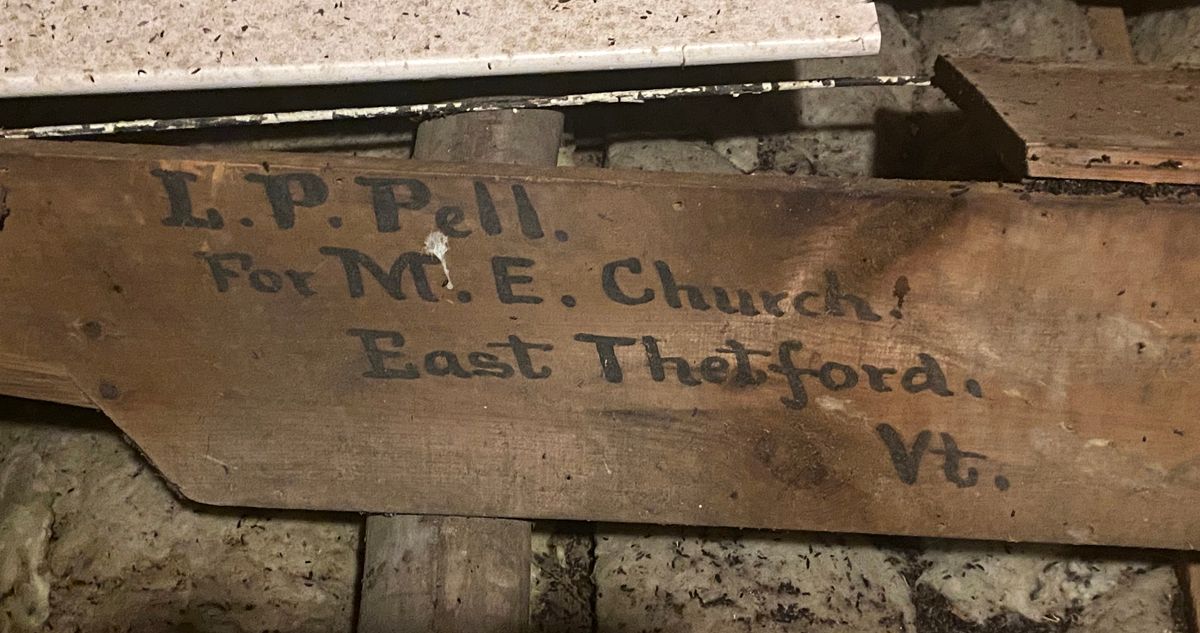 L. P. Pell.
For M. E. Church.
East Thetford.
Vt.